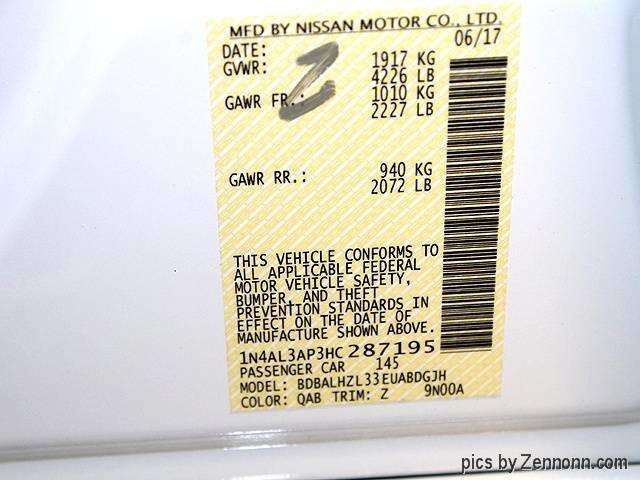 MFD BY NISSAN MOTOR CO., LTD.
DATE: 06/17
GVWR: 1917 KG
4226 LB
GAWR FR.: 1010 KG
2227 LB
GAWR RR.: 940 KG
2072 LB
THIS VEHICLE CONFORMS TO
ALL APPLICABLE FEDERAL
MOTOR VEHICLE SAFETY,
BUMPER, AND THEFT
PREVENTION STANDARDS IN
EFFECT ON THE DATE OF
MANUFACTURE SHOWN ABOVE.
1N4AL3AP3HC287195
PASSENGER CAR 145
MODEL: BDBALHZL33EUABDGJH
COLOR: QAB TRIM: Z 9N00A
Z
pics by Zennonn.com